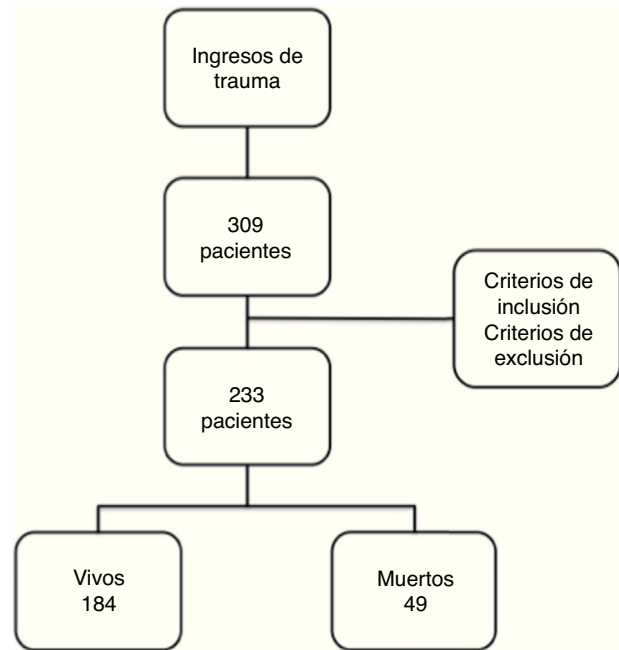 Ingresos de
trauma
309
pacientes
Criterios de
inclusión
Criterios de
exclusión
233
pacientes
Vivos
184
Muertos
49